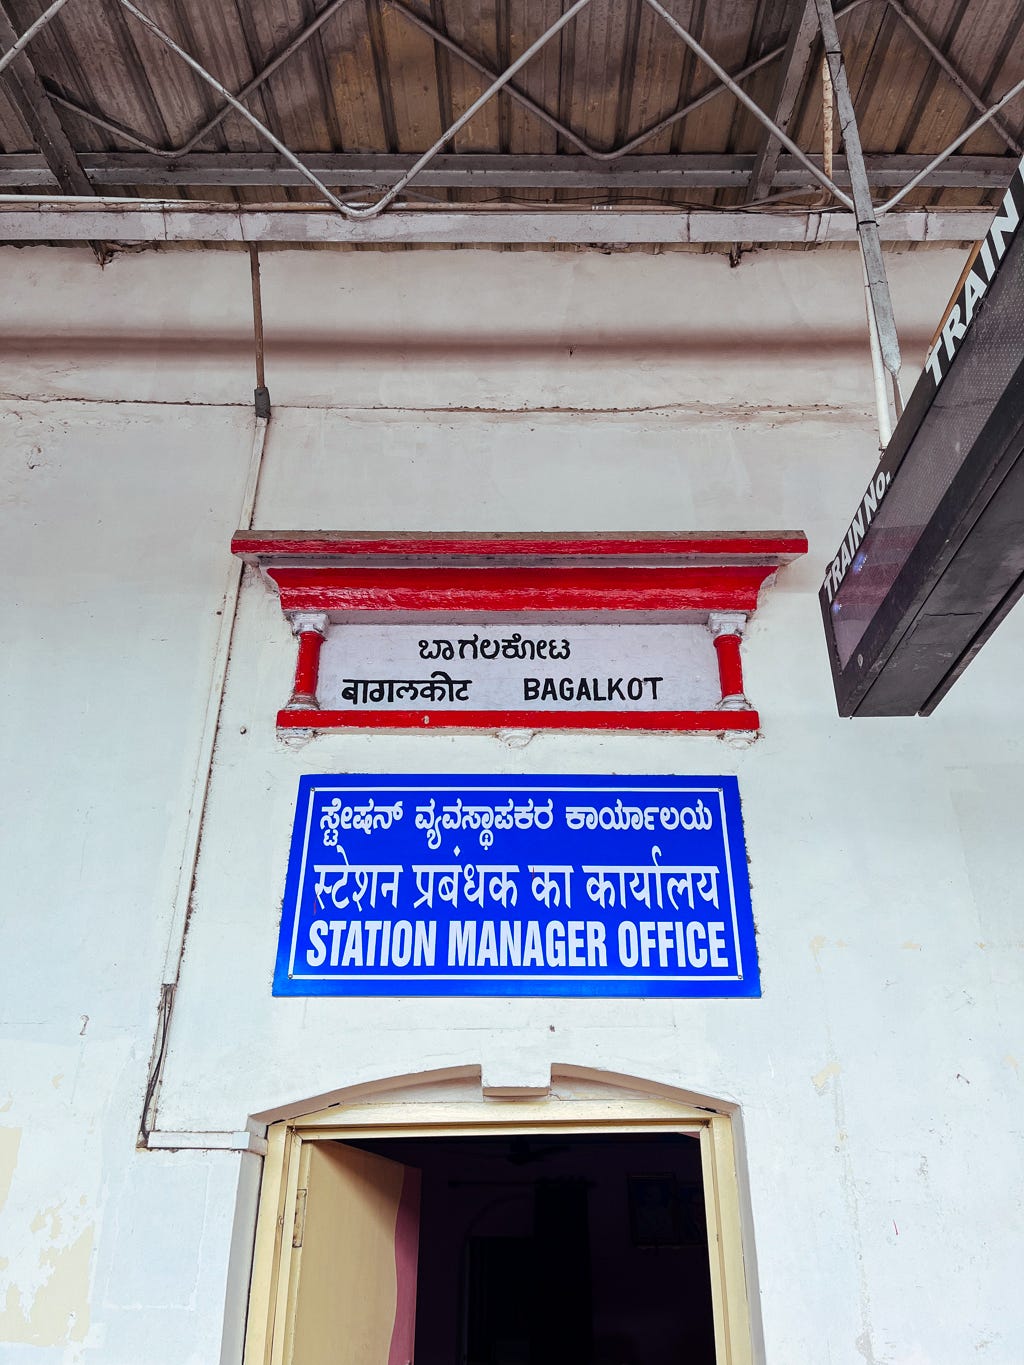 ಬಾಗಲಕೋಟ
बागलकोट BAGALKOT
ಸ್ಟೇಷನ್ ವ್ಯವಸ್ಥಾಪಕರ ಕಾರ್ಯಾಲಯ
स्टेशन प्रबंधक का कार्यालय
STATION MANAGER OFFICE
TRAIN No.
TRAIN